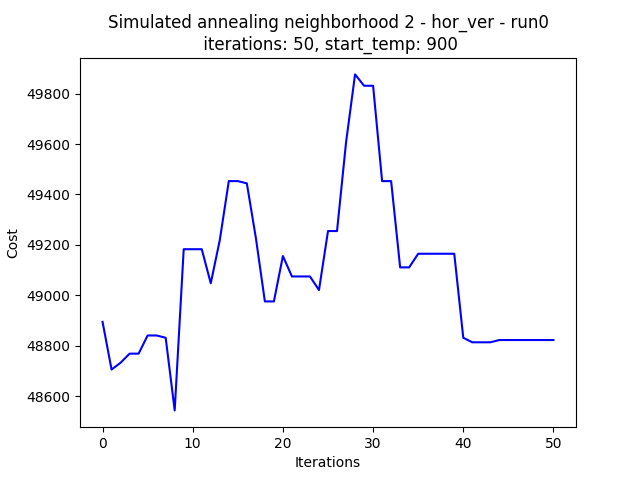 Simulated annealing neighborhood 2 - hor_ver - run0
iterations: 50, start_temp: 900
49800
49600
49400
49200
49000
48800
48600
Cost
0 10 20 30 40 50
Iterations